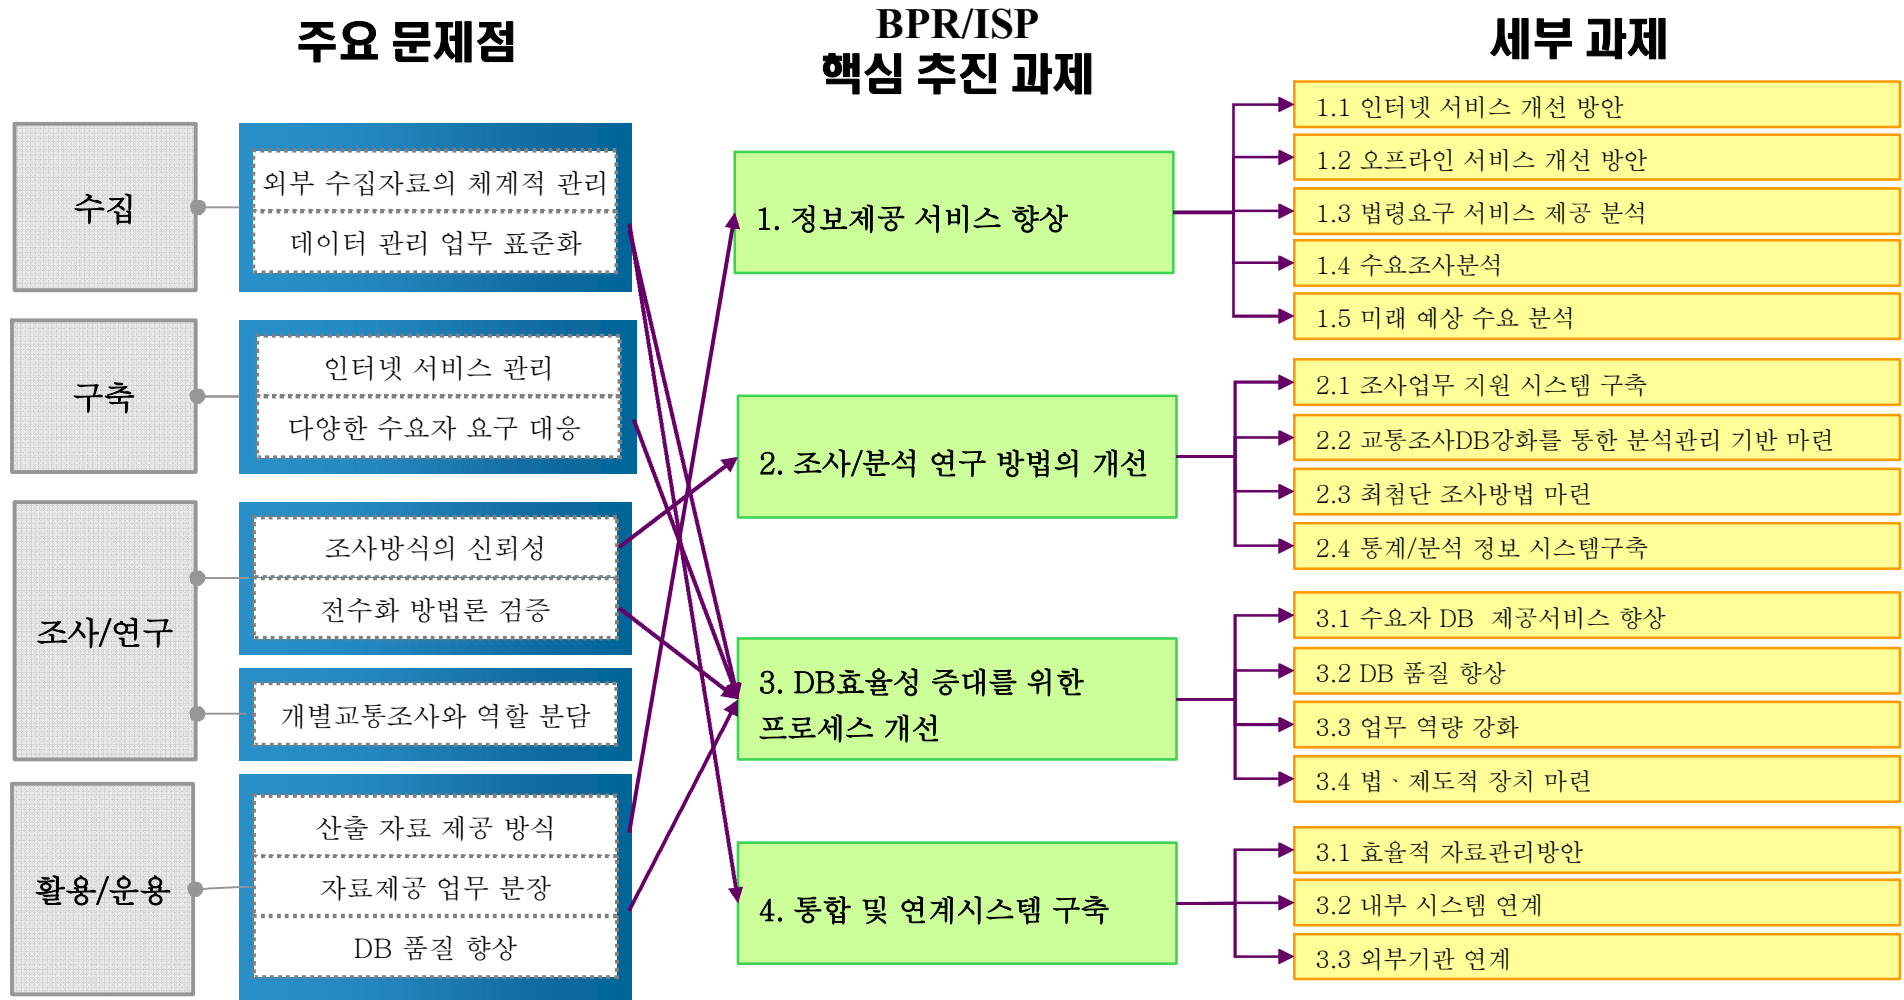 주요 문제점
BPR/ISP
핵심 추진 과제
세부 과제
수집
외부 수집자료의 체계적 관리
데이터 관리 업무 표준화
구축
인터넷 서비스 관리
다양한 수요자 요구 대응
조사/연구
조사방식의 신뢰성
전수화 방법론 검증
개별교통조사와 역할 분담
활용/운용
산출 자료 제공 방식
자료제공 업무 분장
DB 품질 향상
1. 정보제공 서비스 향상
2. 조사/분석 연구 방법의 개선
3. DB효율성 증대를 위한
프로세스 개선
4. 통합 및 연계시스템 구축
1.1 인터넷 서비스 개선 방안
1.2 오프라인 서비스 개선 방안
1.3 법령요구 서비스 제공 분석
1.4 수요조사분석
1.5 미래 예상 수요 분석
2.1 조사업무 지원 시스템 구축
2.2 교통조사DB강화를 통한 분석관리 기반 마련
2.3 최첨단 조사방법 마련
2.4 통계/분석 정보 시스템구축
3.1 수요자 DB 제공서비스 향상
3.2 DB 품질 향상
3.3 업무 역량 강화
3.4 법ㆍ제도적 장치 마련
3.1 효율적 자료관리방안
3.2 내부 시스템 연계
3.3 외부기관 연계